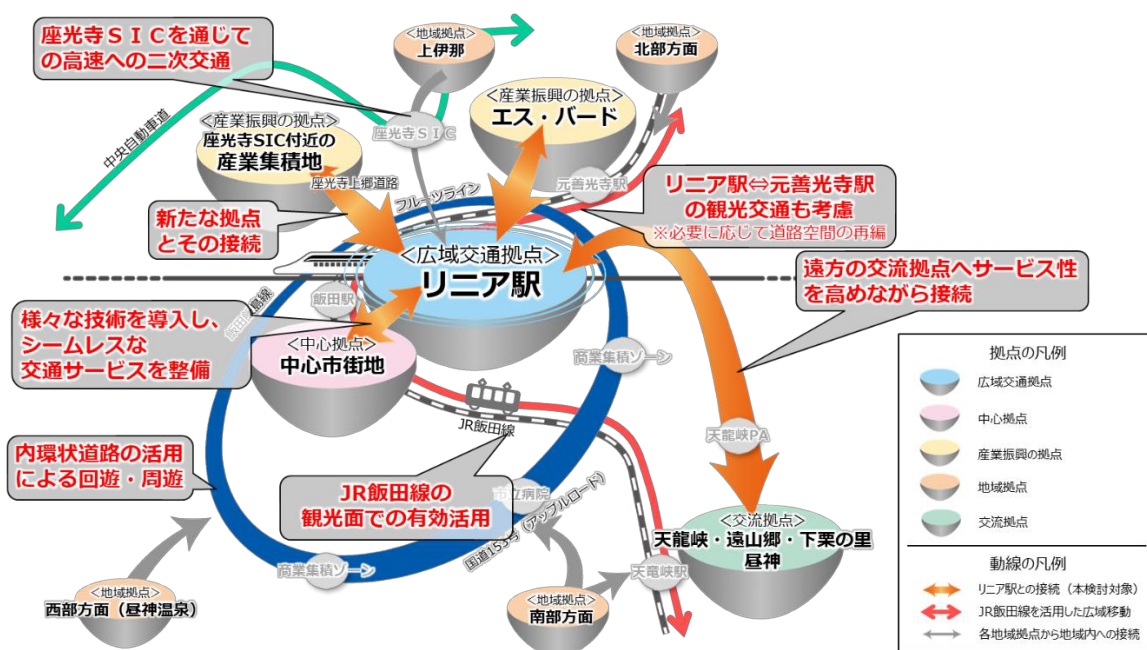 座光寺ＳＩＣを通じて
の高速への二次交通
<地域拠点>
上伊那
<地域拠点>
北部方面
中央自動車道
<産業振興の拠点>
座光寺SIC付近の
産業集積地
座光寺ＳＩＣ
<産業振興の拠点>
エス・バード
元善光寺駅
座光寺上郷道路
フルーツライン
新たな拠点
とその接続
リニア駅⇔元善光寺駅
の観光交通も考慮
※必要に応じて道路空間の再編
<広域交通拠点>
リニア駅
遠方の交流拠点へサービス性
を高めながら接続
飯田駅
島線
様々な技術を導入し、
シームレスな
交通サービスを整備
<中心拠点>
中心市街地
商業集積ゾーン
JR飯田線
天龍峡PA
内環状道路の活用
による回遊・周遊
JR飯田線の
観光面での有効活用
市立病院
国道153号（アップルロード）
<交流拠点>
天龍峡・遠山郷・下栗の里
昼神
商業集積ゾーン
天竜峡駅
<地域拠点>
西部方面（昼神温泉）
<地域拠点>
南部方面
拠点の凡例
広域交通拠点
中心拠点
産業振興の拠点
地域拠点
交流拠点
動線の凡例
リニア駅との接続（本検討対象）
JR飯田線を活用した広域移動
各地域拠点から地域内への接続